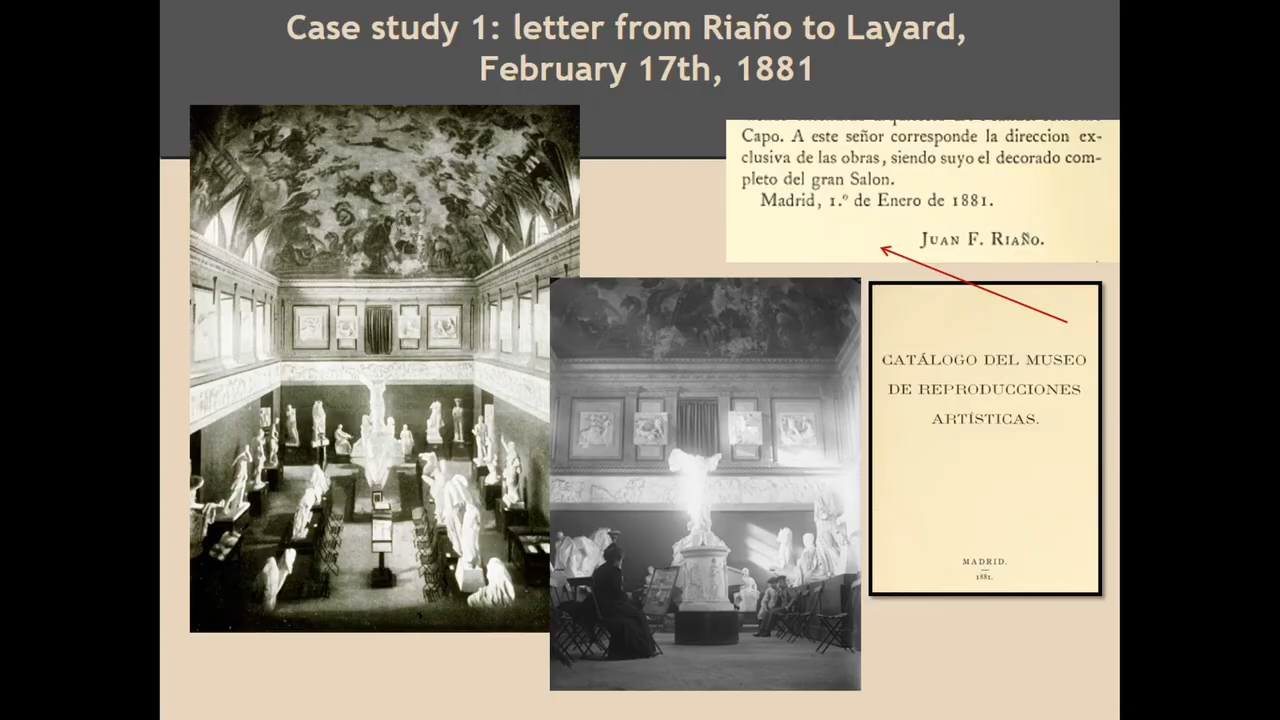 Case study 1: letter from Riaño to Layard,
February 17th, 1881
Capo. A este señor corresponde la direccion ex-
clusiva de las obras, siendo suyo el decorado com-
pleto del gran Salon.
Madrid, 1.º de Enero de 1881.
Juan F. Riaño.
CATÁLOGO DEL MUSEO
DE REPRODUCCIONES
ARTÍSTICAS.
MADRID.
1881.